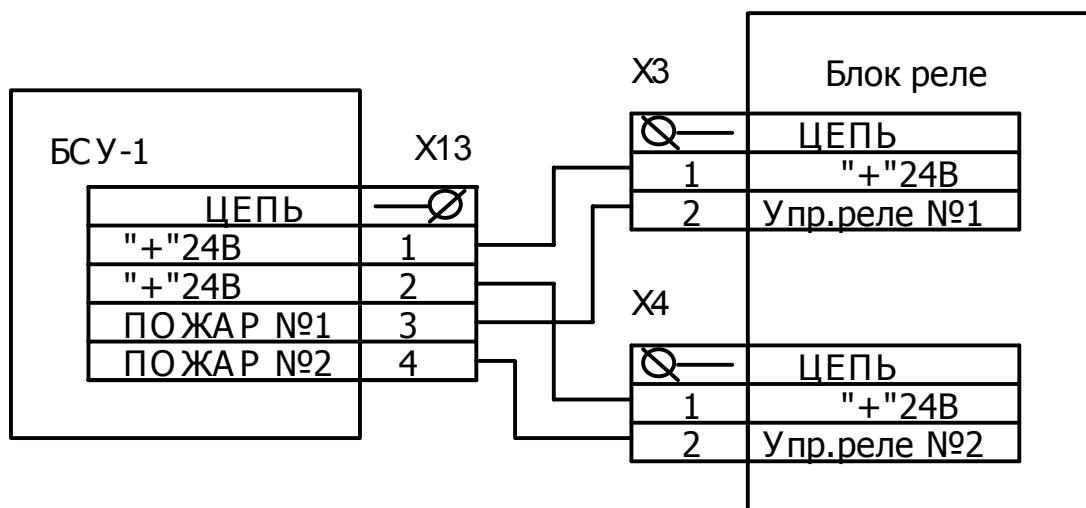 БСУ-1
X13
ЦЕПЬ
"+"24В 1
"+"24В 2
ПОЖАР №1 3
ПОЖАР №2 4
X3
Блок реле
ЦЕПЬ
1 "+"24В
2 Упр.реле №1
X4
ЦЕПЬ
1 "+"24В
2 Упр.реле №2